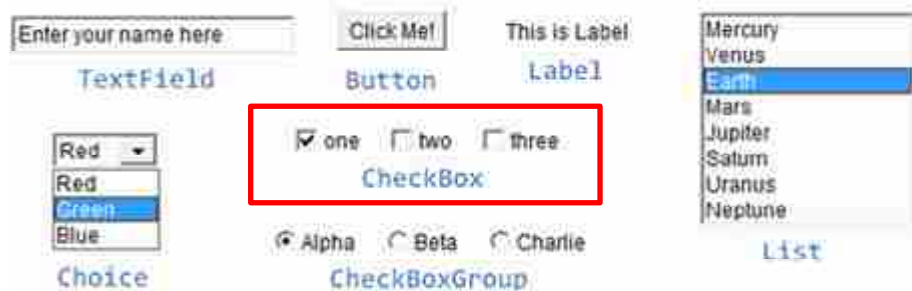 Enter your name here
TextField
Click Me!
Button
This is Label
Label
Mercury
Venus
Earth
Mars
Jupiter
Saturn
Uranus
Neptune
List
Red
Red
Green
Blue
Choice
one two three
CheckBox
Alpha Beta Charlie
CheckBoxGroup